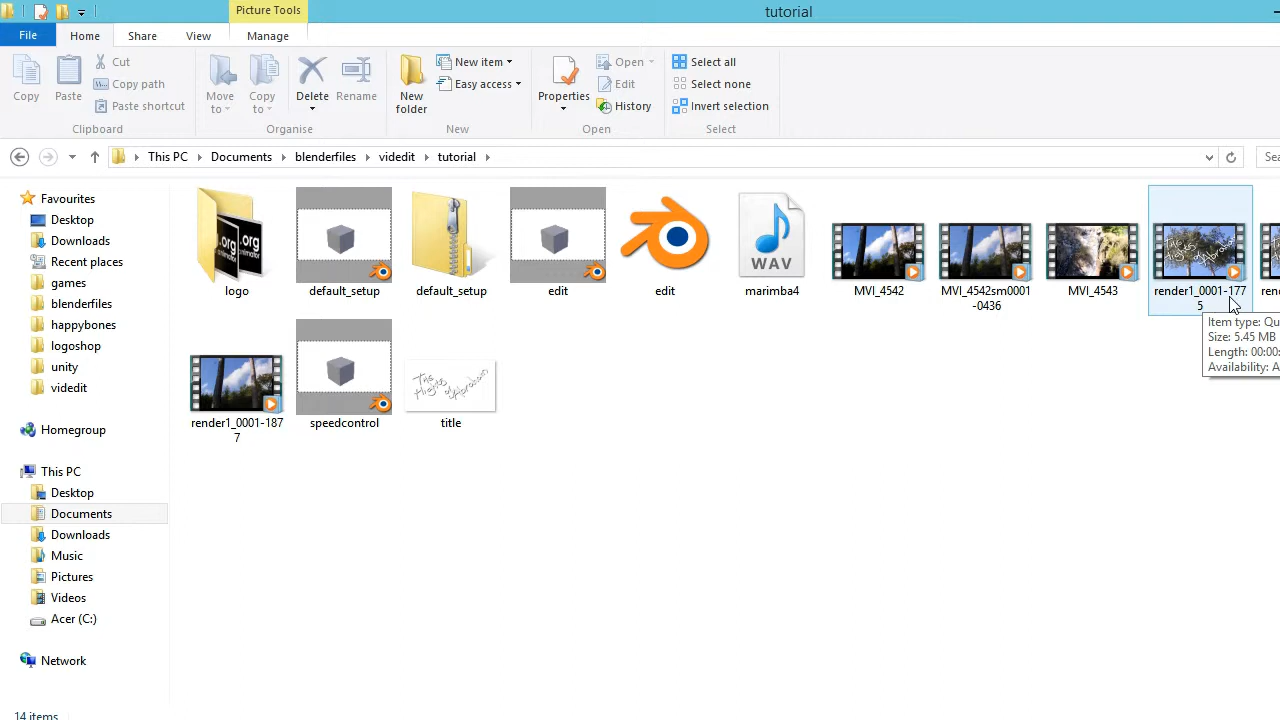 Picture Tools
tutorial
File
Home
Share
View
Manage
Copy
Paste
Cut
Copy path
Paste shortcut
Clipboard
Move to
Copy to
Delete
Rename
Organise
New folder
New item
Easy access
New
Properties
Open
Edit
History
Open
Select all
Select none
Invert selection
Select
This PC
Documents
blenderfiles
videdit
tutorial
Sea
Favourites
Desktop
Downloads
Recent places
games
blenderfiles
happybones
logoshop
unity
videdit
Homegroup
This PC
Desktop
Documents
Downloads
Music
Pictures
Videos
Acer (C:)
Network
14 items
logo
default_setup
default_setup
edit
edit
WAV
marimba4
MVI_4542
MVI_4542sm0001
-0436
MVI_4543
render1_0001-177
5
Item type: Qu
Size: 5.45 MB
Length: 00:00:
Availability: A
render1_0001-187
7
speedcontrol
title